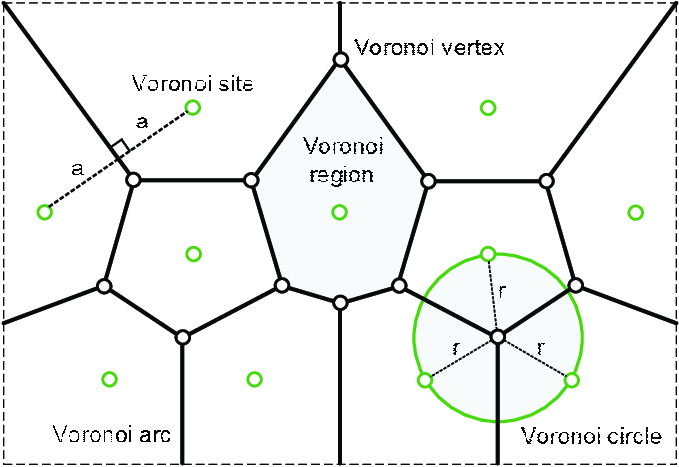 Voronoi vertex
Voronoi site
a
a
Voronoi
region
r
r
r
Voronoi arc
Voronoi circle